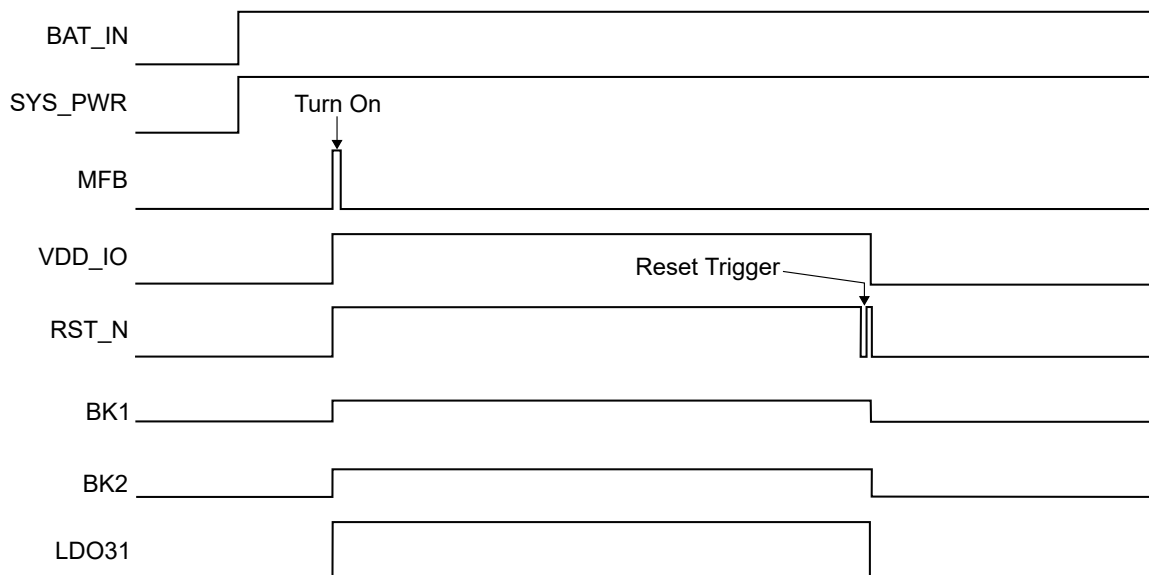 BAT_IN
SYS_PWR
Turn On
MFB
VDD_IO
Reset Trigger
RST_N
BK1
BK2
LDO31